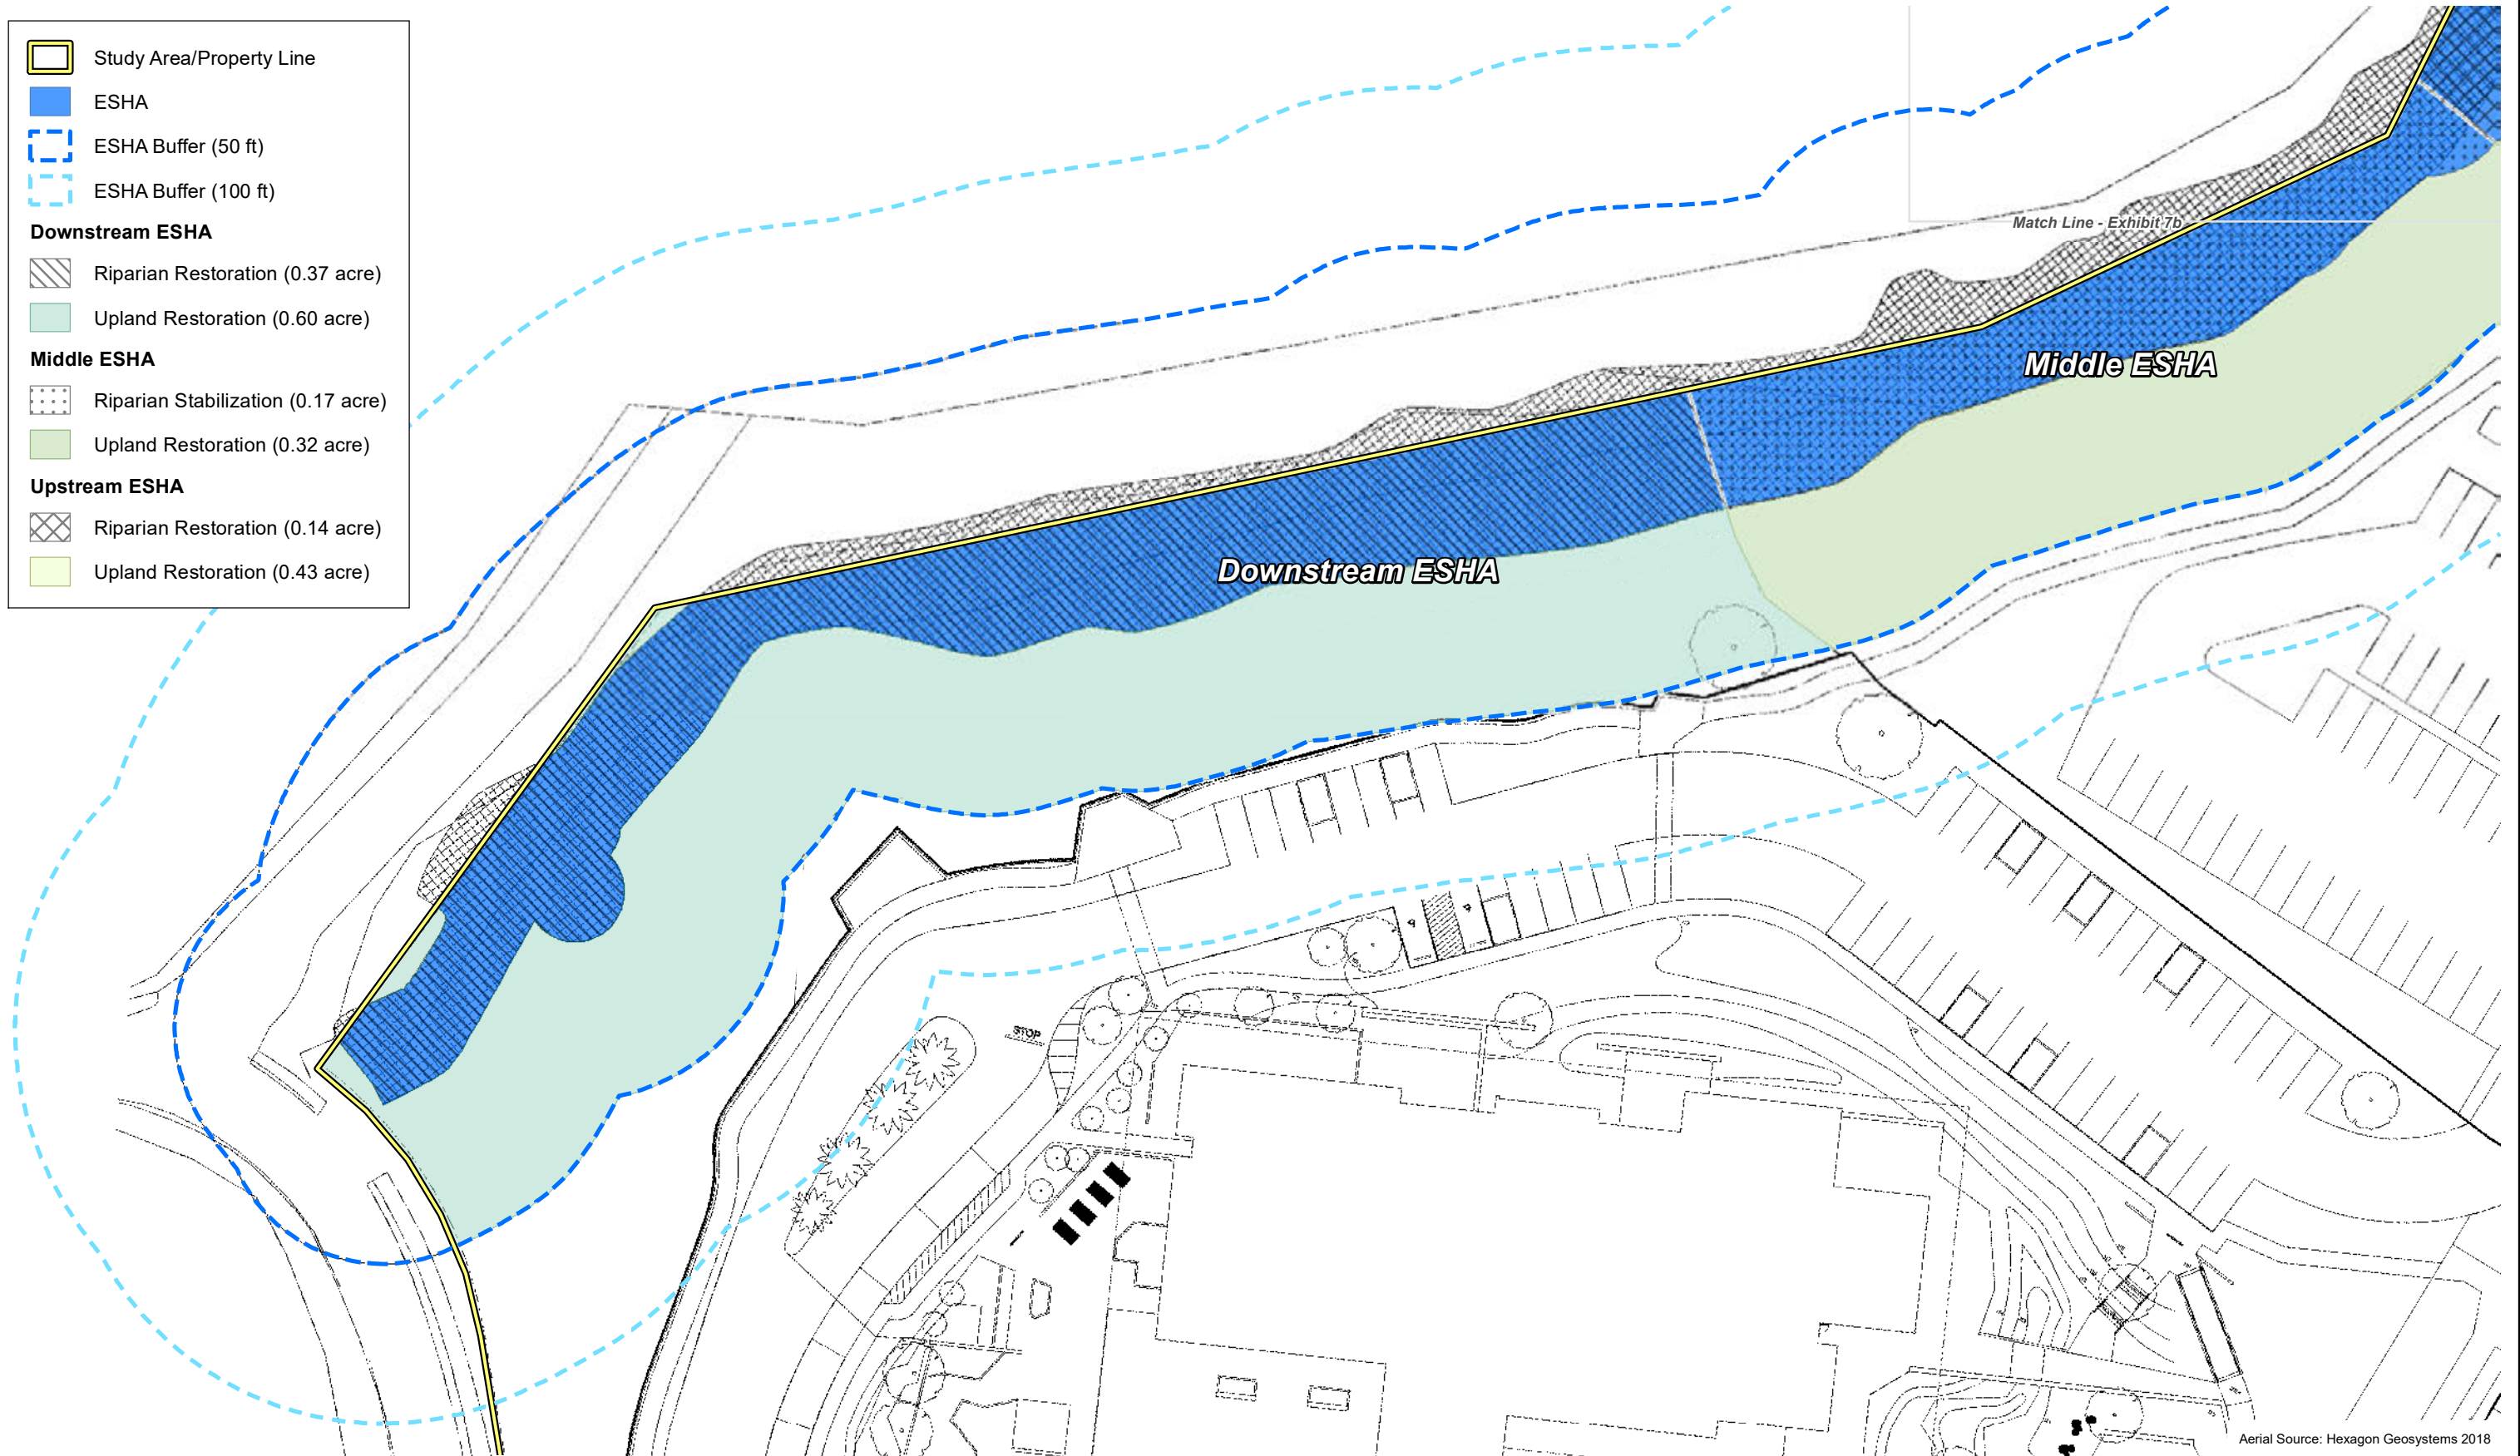 Study Area/Property Line
ESHA
ESHA Buffer (50 ft)
ESHA Buffer (100 ft)
Downstream ESHA
Riparian Restoration (0.37 acre)
Upland Restoration (0.60 acre)
Middle ESHA
Riparian Stabilization (0.17 acre)
Upland Restoration (0.32 acre)
Upstream ESHA
Riparian Restoration (0.14 acre)
Upland Restoration (0.43 acre)
Match Line - Exhibit 7b
Middle ESHA
Downstream ESHA
STOP
Aerial Source: Hexagon Geosystems 2018